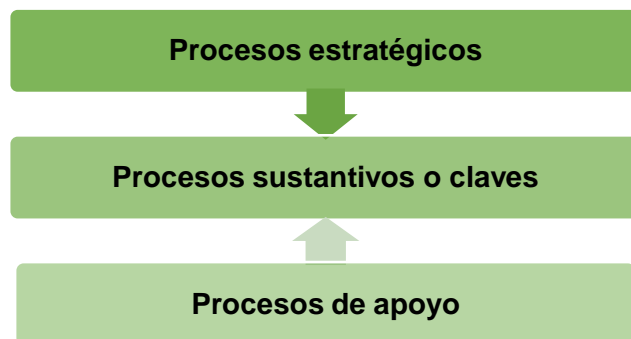 Procesos estratégicos
Procesos sustantivos o claves
Procesos de apoyo